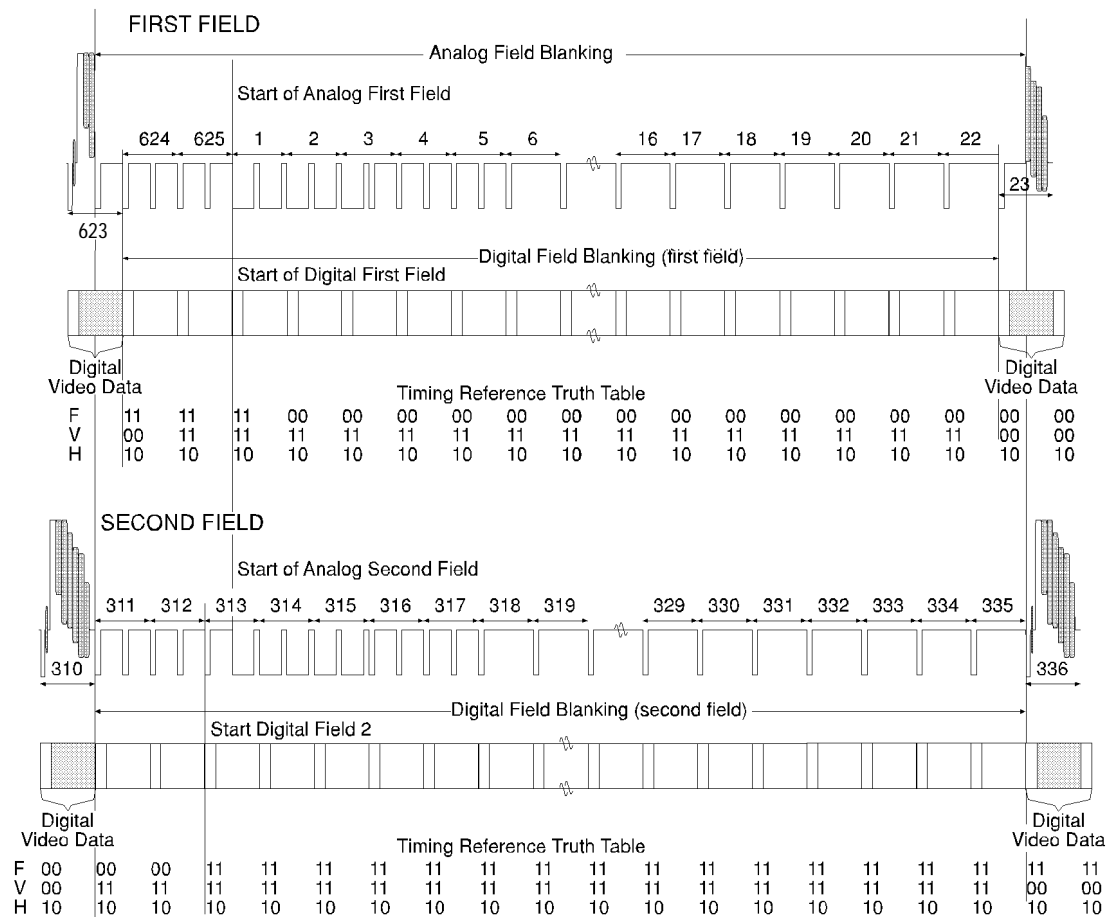 FIRST FIELD
Analog Field Blanking
Start of Analog First Field
624 625 1 2 3 4 5 6 16 17 18 19 20 21 22
23
623
Digital Field Blanking (first field)
Start of Digital First Field
Digital Video Data
Digital Video Data
Timing Reference Truth Table
F 11 11 11 00 00 00 00 00 00 00 00 00 00 00 00 00 00 00
V 00 11 11 11 11 11 11 11 11 11 11 11 11 11 11 11 00 00
H 10 10 10 10 10 10 10 10 10 10 10 10 10 10 10 10 10 10
SECOND FIELD
Start of Analog Second Field
311 312 313 314 315 316 317 318 319 329 330 331 332 333 334 335
310
336
Digital Field Blanking (second field)
Start Digital Field 2
Digital Video Data
Digital Video Data
Timing Reference Truth Table
F 00 00 00 11 11 11 11 11 11 11 11 11 11 11 11 11 11 11 11
V 00 11 11 11 11 11 11 11 11 11 11 11 11 11 11 11 11 00 00
H 10 10 10 10 10 10 10 10 10 10 10 10 10 10 10 10 10 10 10